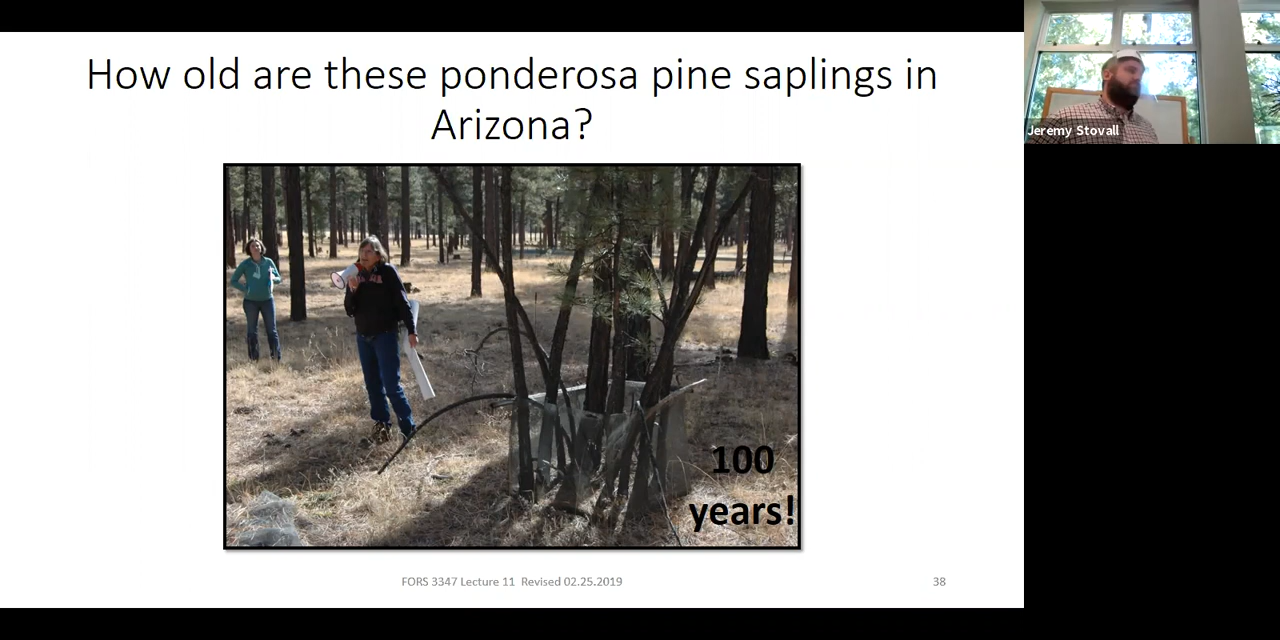 How old are these ponderosa pine saplings in
Arizona?
Jeremy Stovall
100
years!
FORS 3347 Lecture 11 Revised 02.25.2019
38